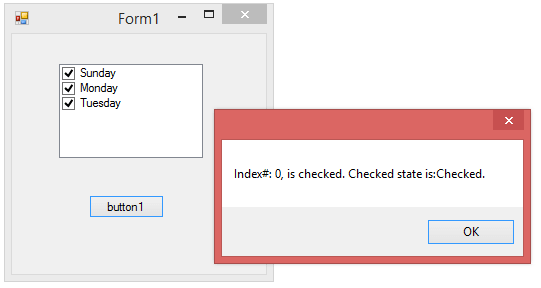 Form1
Sunday
Monday
Tuesday
button1
Index#: 0, is checked. Checked state is:Checked.
OK